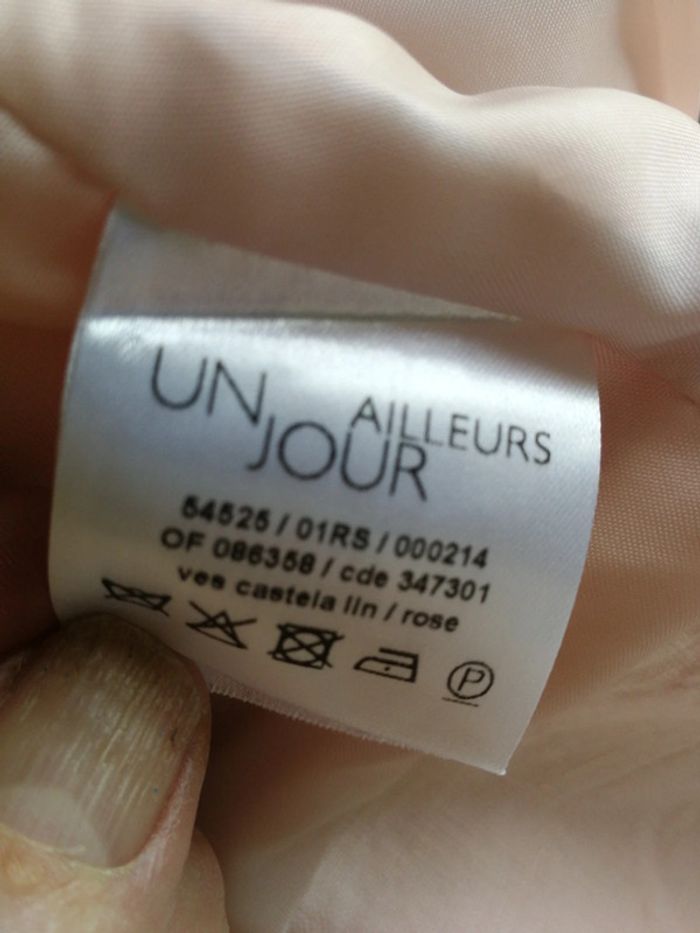 UN JOUR AILLEURS
54525 / 01RS / 000214
OF 086358 / cde 347301
ves castela lin / rose
P